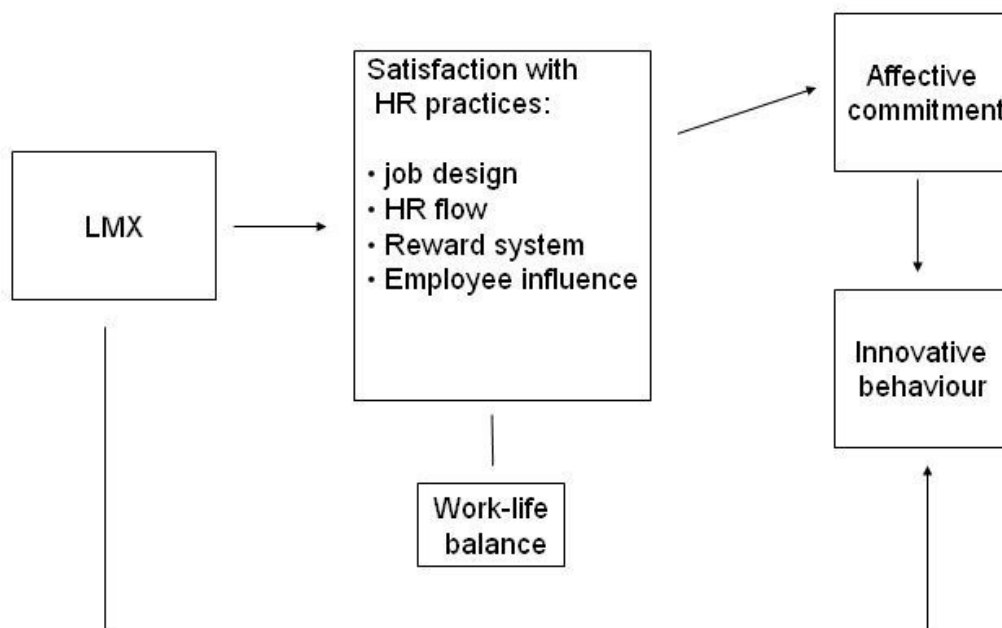 LMX
Satisfaction with
HR practices:
• job design
• HR flow
• Reward system
• Employee influence
Work-life
balance
Affective
commitment
Innovative
behaviour